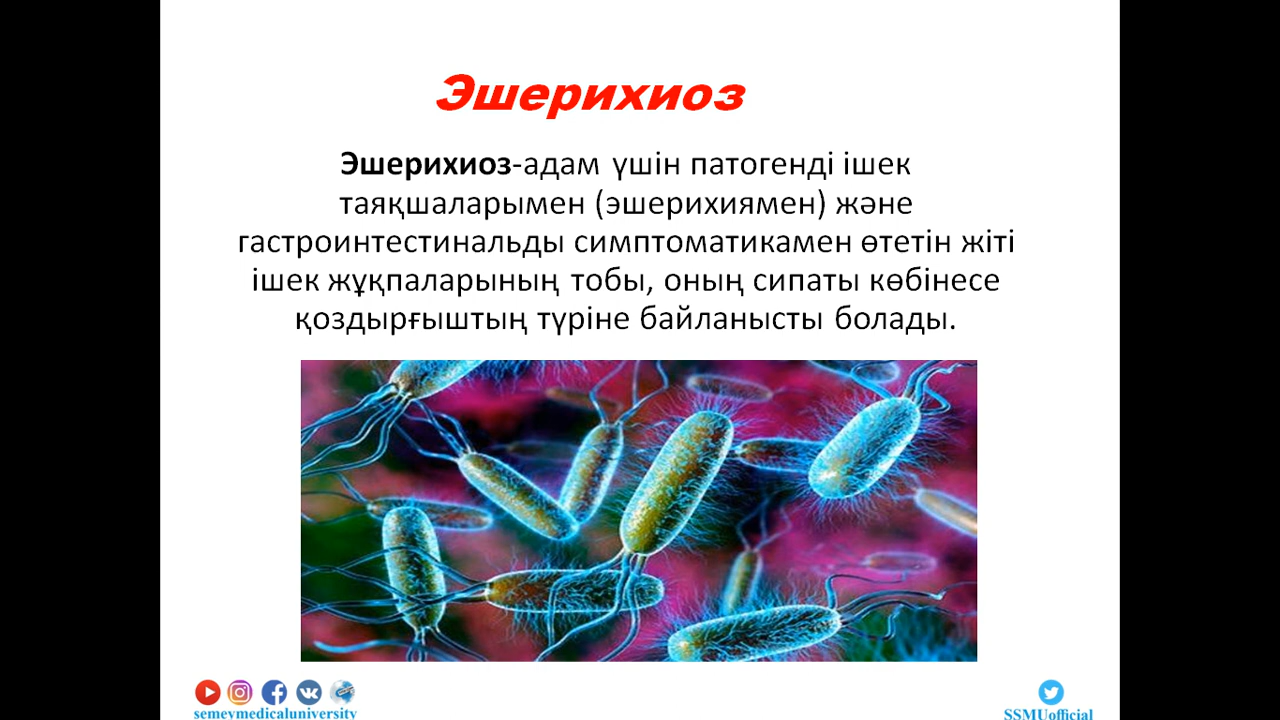 Эшерихиоз
Эшерихиоз-адам үшін патогенді ішек
таяқшаларымен (эшерихиямен) және
гастроинтестинальды симптоматикамен өтетін жіті
ішек жұқпаларының тобы, оның сипаты көбінесе
қоздырғыштың түріне байланысты болады.
semeymedicaluniversity
SSMUofficial